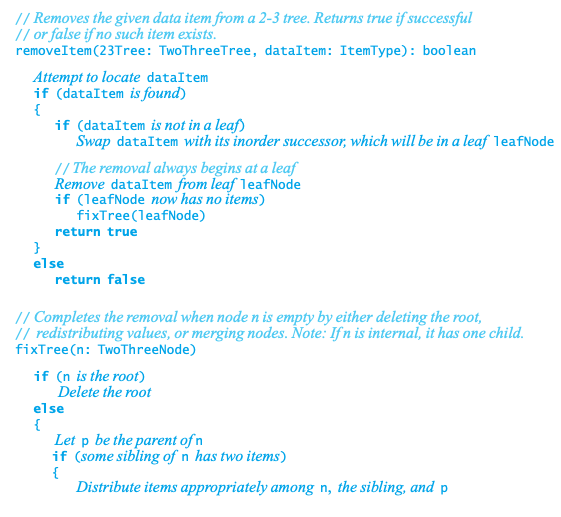 // Removes the given data item from a 2-3 tree. Returns true if successful
// or false if no such item exists.
removeItem(23Tree: TwoThreeTree, dataItem: ItemType): boolean
Attempt to locate dataItem
if (dataItem is found)
{
if (dataItem is not in a leaf)
Swap dataItem with its inorder successor, which will be in a leaf leafNode
// The removal always begins at a leaf
Remove dataItem from leaf leafNode
if (leafNode now has no items)
fixTree(leafNode)
return true
}
else
return false
// Completes the removal when node n is empty by either deleting the root,
// redistributing values, or merging nodes. Note: If n is internal, it has one child.
fixTree(n: TwoThreeNode)
if (n is the root)
Delete the root
else
{
Let p be the parent of n
if (some sibling of n has two items)
{
Distribute items appropriately among n, the sibling, and p